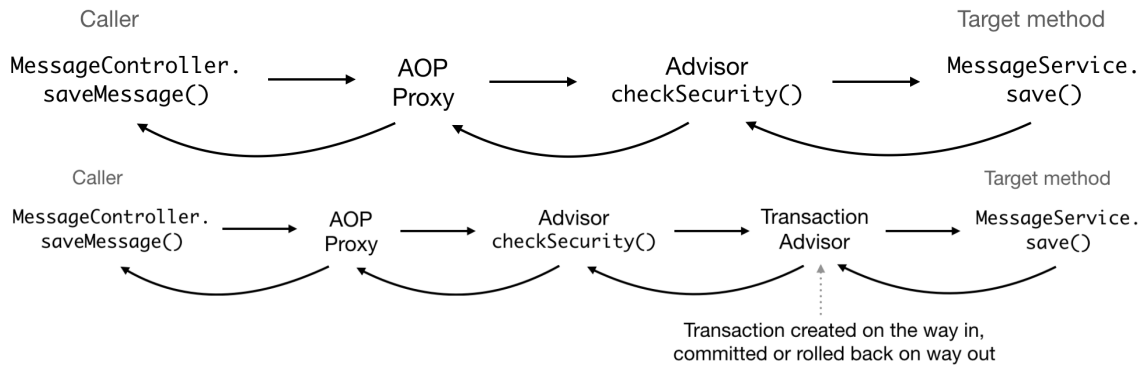 Caller
Target method
MessageController.
saveMessage()
AOP
Proxy
Advisor
checkSecurity()
MessageService.
save()
Caller
Target method
MessageController.
saveMessage()
AOP
Proxy
Advisor
checkSecurity()
Transaction
Advisor
MessageService.
save()
Transaction created on the way in,
committed or rolled back on way out